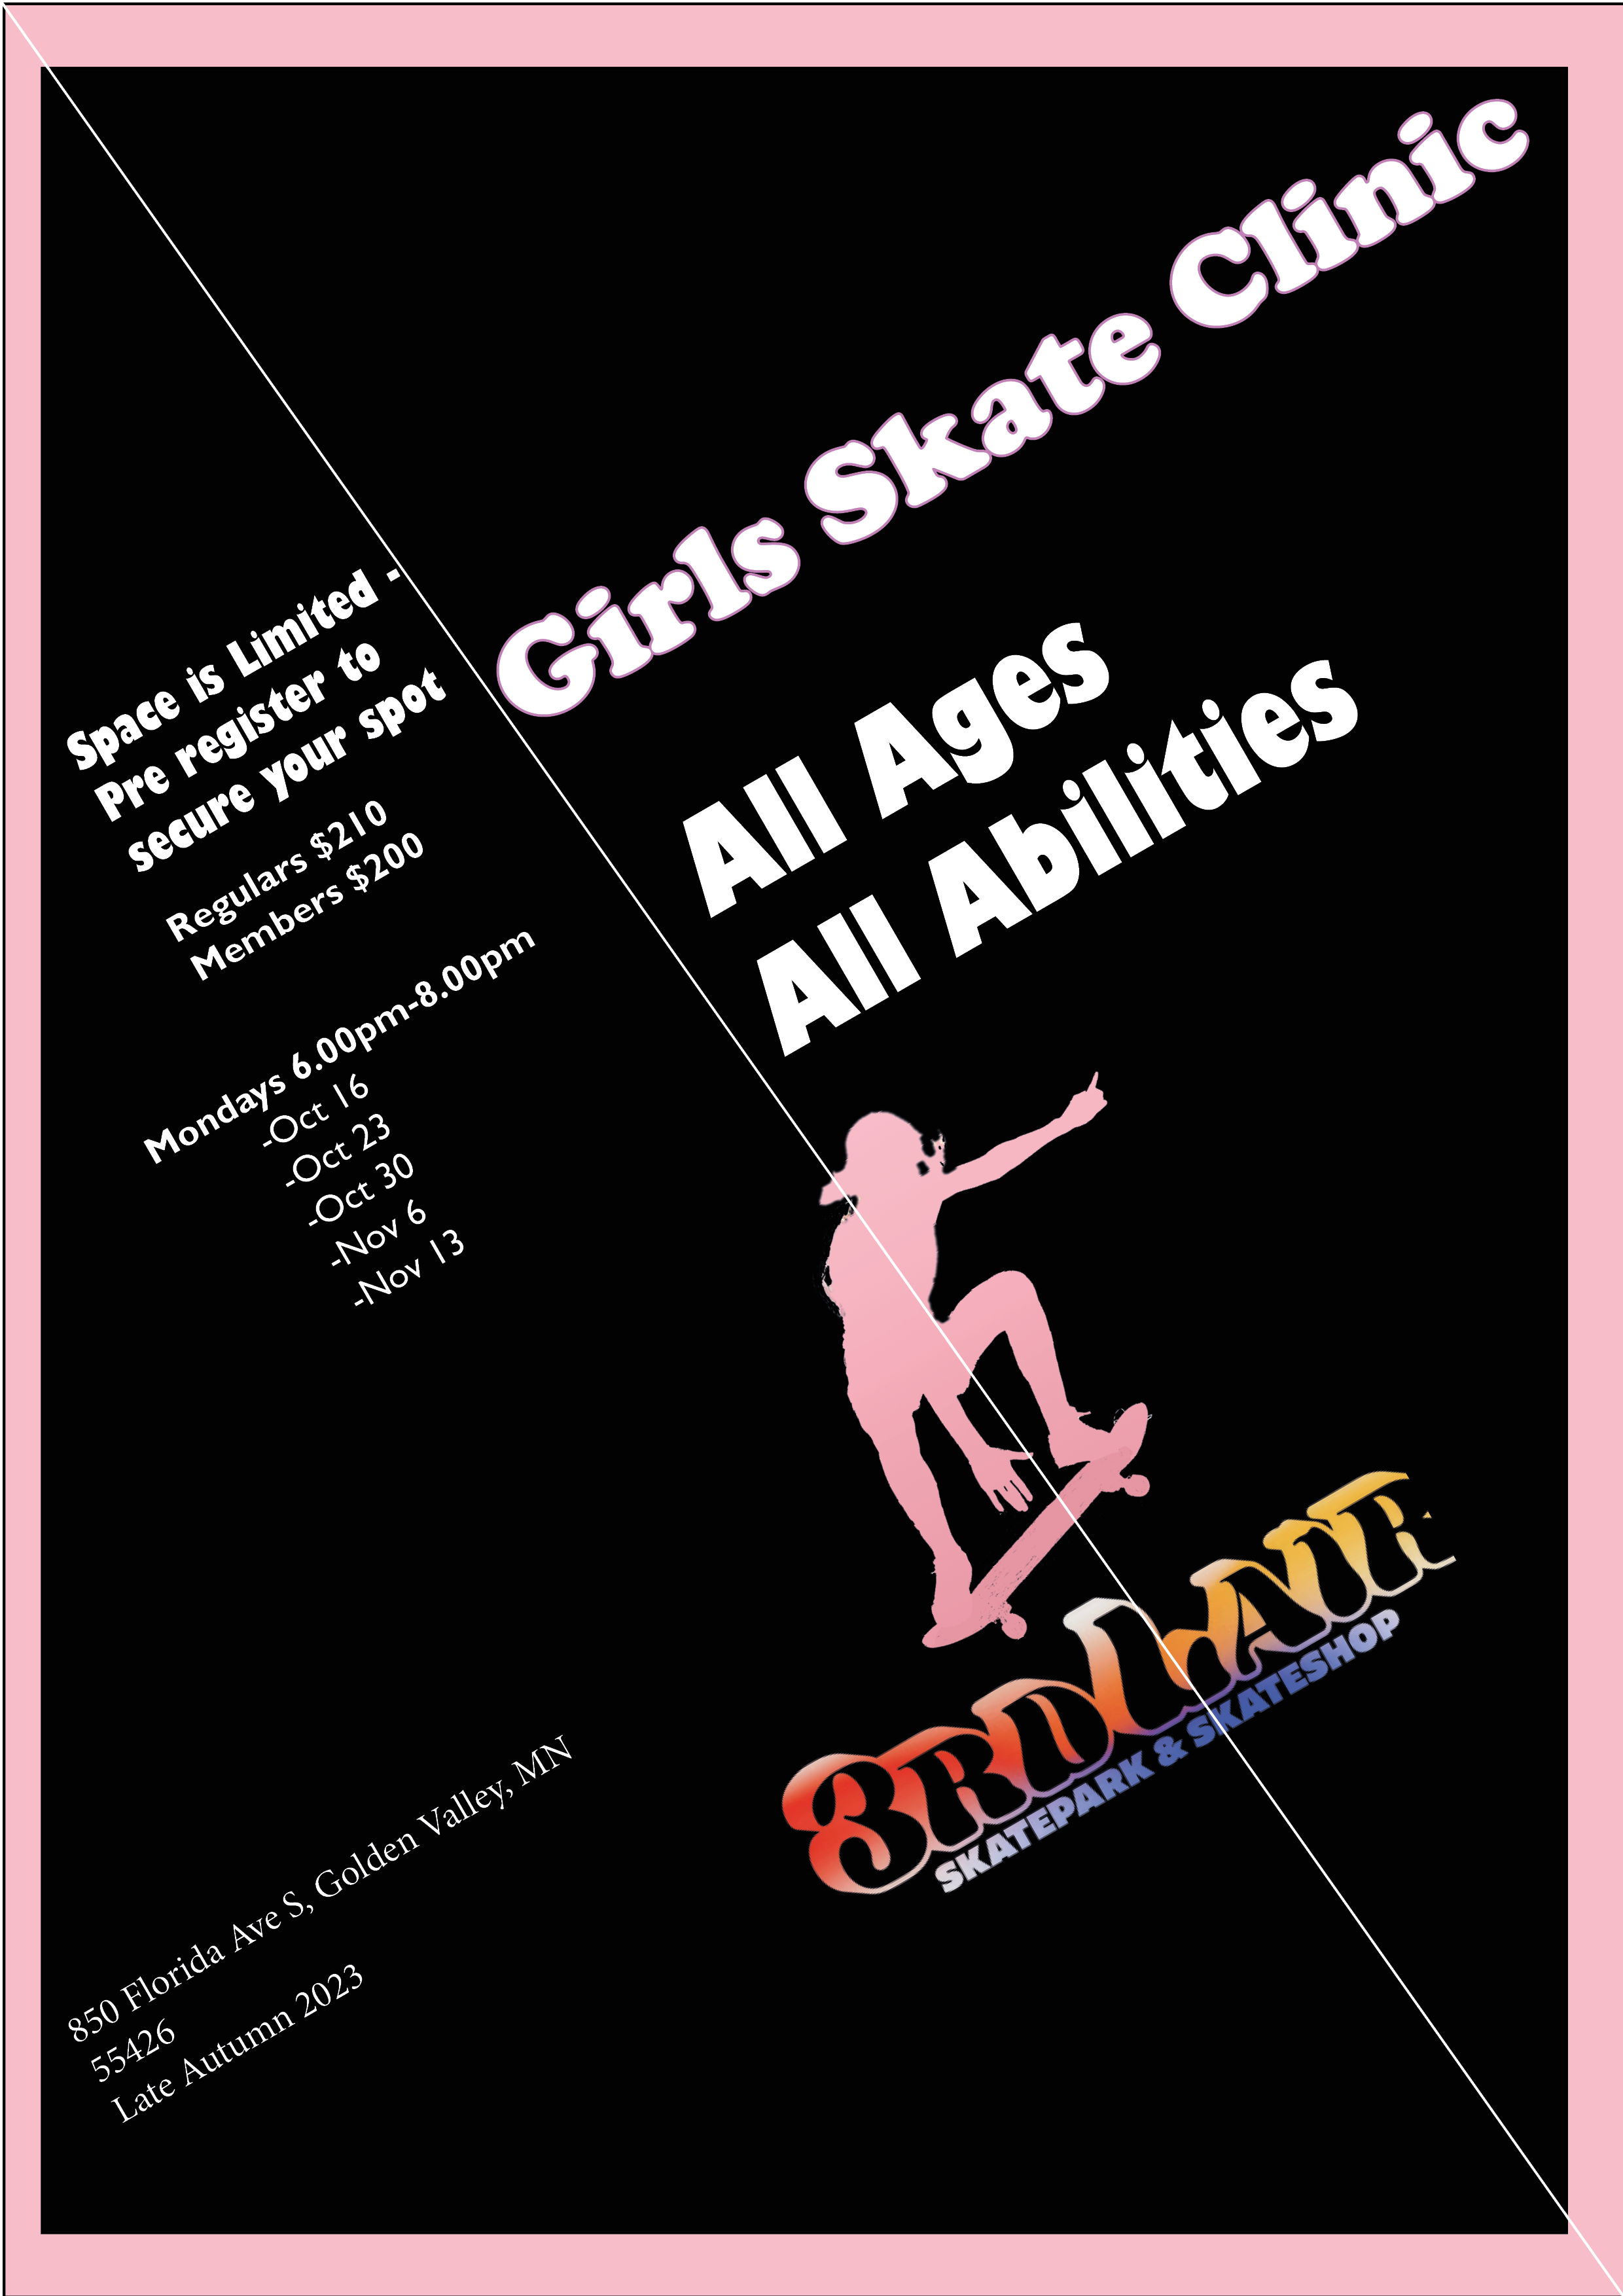 Girls Skate Clinic
All Ages
All Abilities
Space is Limited -
Pre register to
secure Your spot
Regulars $210
Members $200
Mondays 6.00pm-8.00pm
-Oct 16
-Oct 23
-Oct 30
-Nov 6
-Nov 13
SKATEPARK & SKATESHOP
850 Florida Ave S, Golden Valley, MN
55426
Late Autumn 2023